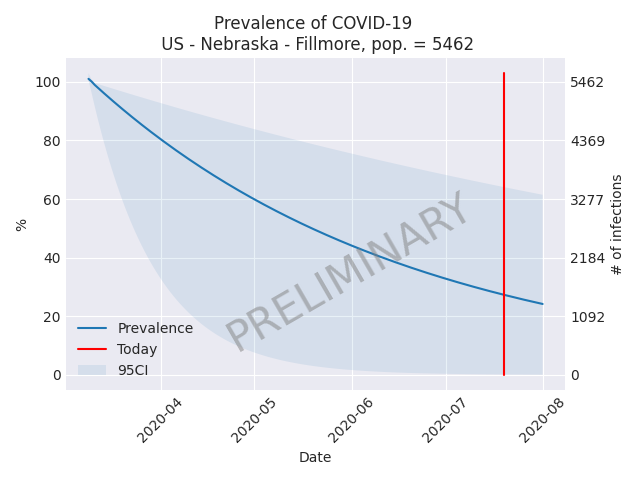 Prevalence of COVID-19
US - Nebraska - Fillmore, pop. = 5462
100
80
60
40
20
0
%
5462
4369
3277
2184
1092
0
# of infections
PRELIMINARY
Prevalence
Today
95CI
2020-04
2020-05
2020-06
2020-07
2020-08
Date